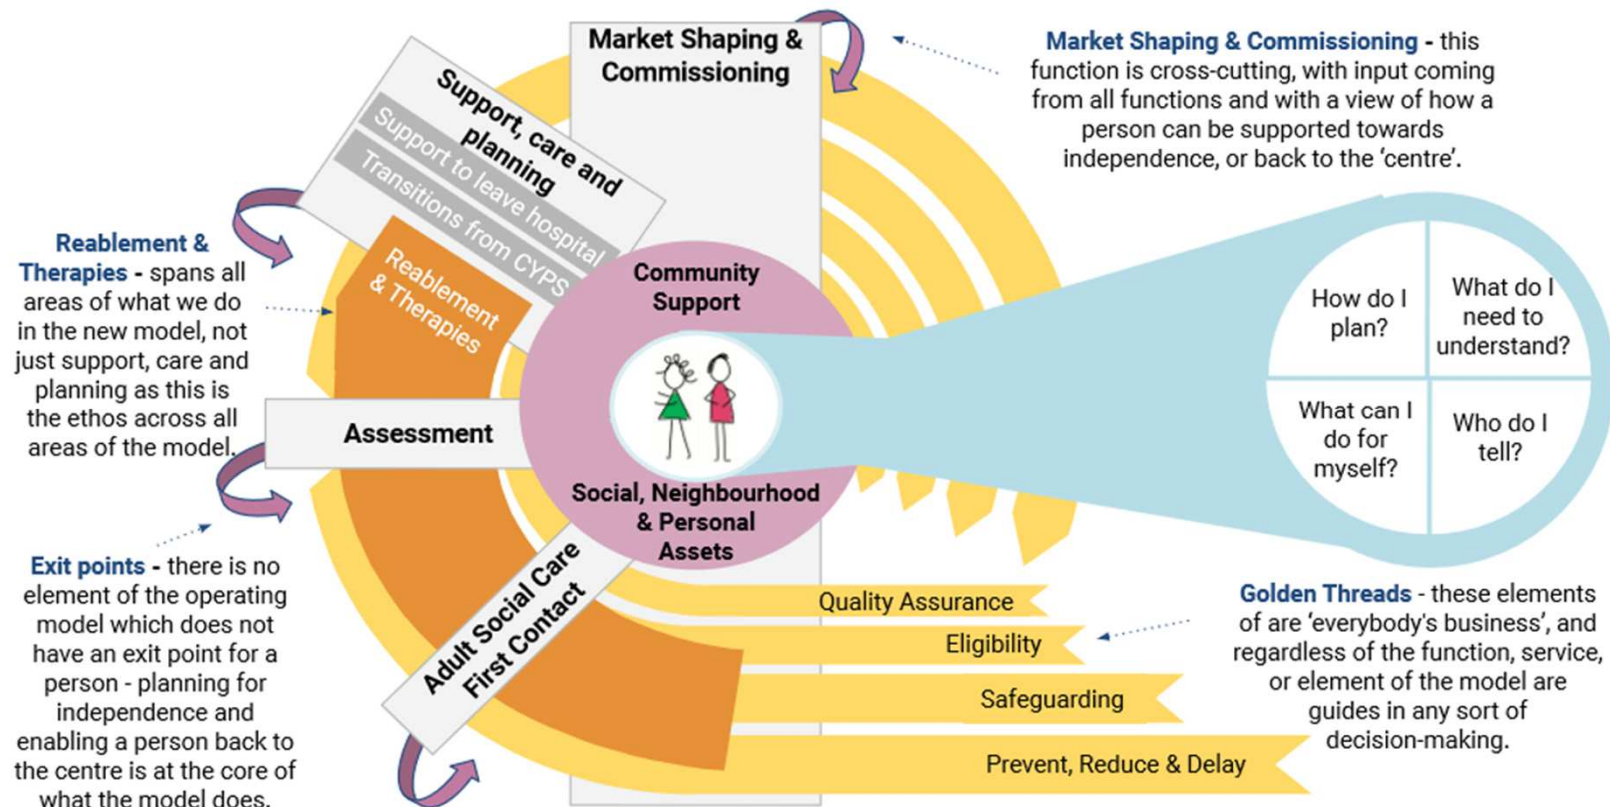 Market Shaping &
Commissioning
Support, care and
planning
Support to leave hospital
Transitions from CYPS
Reablement
& Therapies
Assessment
Adult Social Care
First Contact
Community
Support
Social, Neighbourhood
& Personal
Assets
Market Shaping & Commissioning - this
function is cross-cutting, with input coming
from all functions and with a view of how a
person can be supported towards
independence, or back to the ‘centre’.
Reablement &
Therapies - spans all
areas of what we do
in the new model, not
just support, care and
planning as this is
the ethos across all
areas of the model.
Exit points - there is no
element of the operating
model which does not
have an exit point for a
person - planning for
independence and
enabling a person back to
the centre is at the core of
what the model does.
How do I
plan?
What do I
need to
understand?
What can I
do for
myself?
Who do I
tell?
Quality Assurance
Eligibility
Safeguarding
Prevent, Reduce & Delay
Golden Threads - these elements
of are ‘everybody's business’, and
regardless of the function, service,
or element of the model are
guides in any sort of
decision-making.